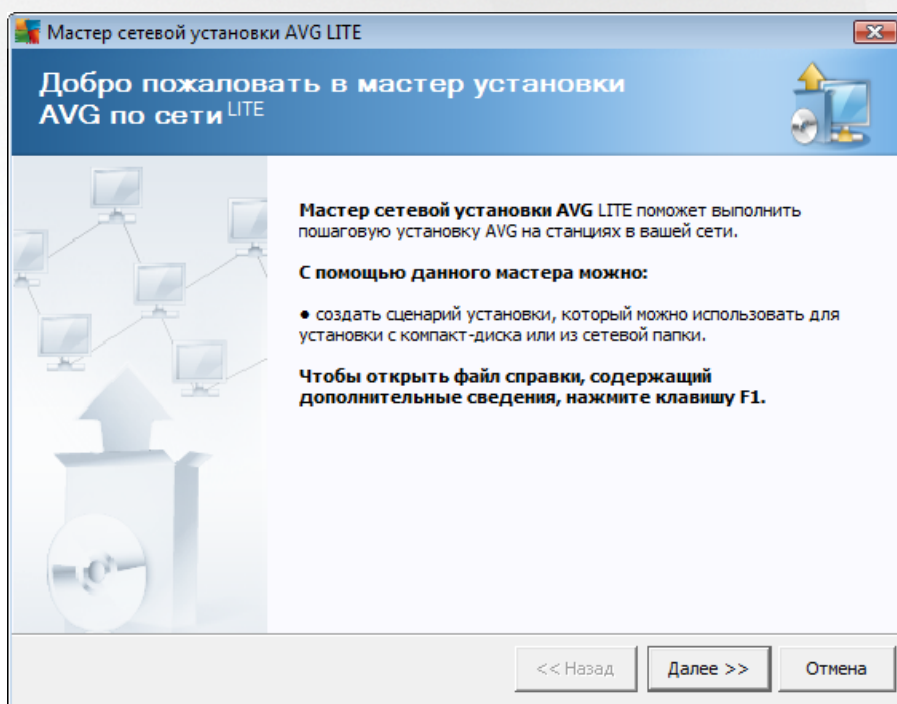 Мастер сетевой установки AVG LITE
Добро пожаловать в мастер установки
AVG по сети LITE
Мастер сетевой установки AVG LITE поможет выполнить
пошаговую установку AVG на станциях в вашей сети.
С помощью данного мастера можно:
● создать сценарий установки, который можно использовать для
установки с компакт-диска или из сетевой папки.
Чтобы открыть файл справки, содержащий
дополнительные сведения, нажмите клавишу F1.
<< Назад Далее >> Отмена